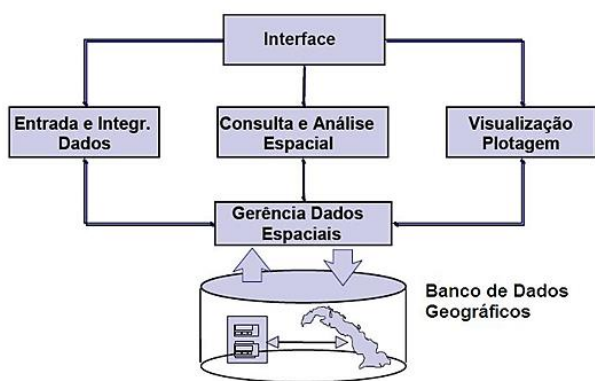 Interface
Entrada e Integr.
Dados
Consulta e Análise
Espacial
Visualização
Plotagem
Gerência Dados
Espaciais
Banco de Dados
Geográficos